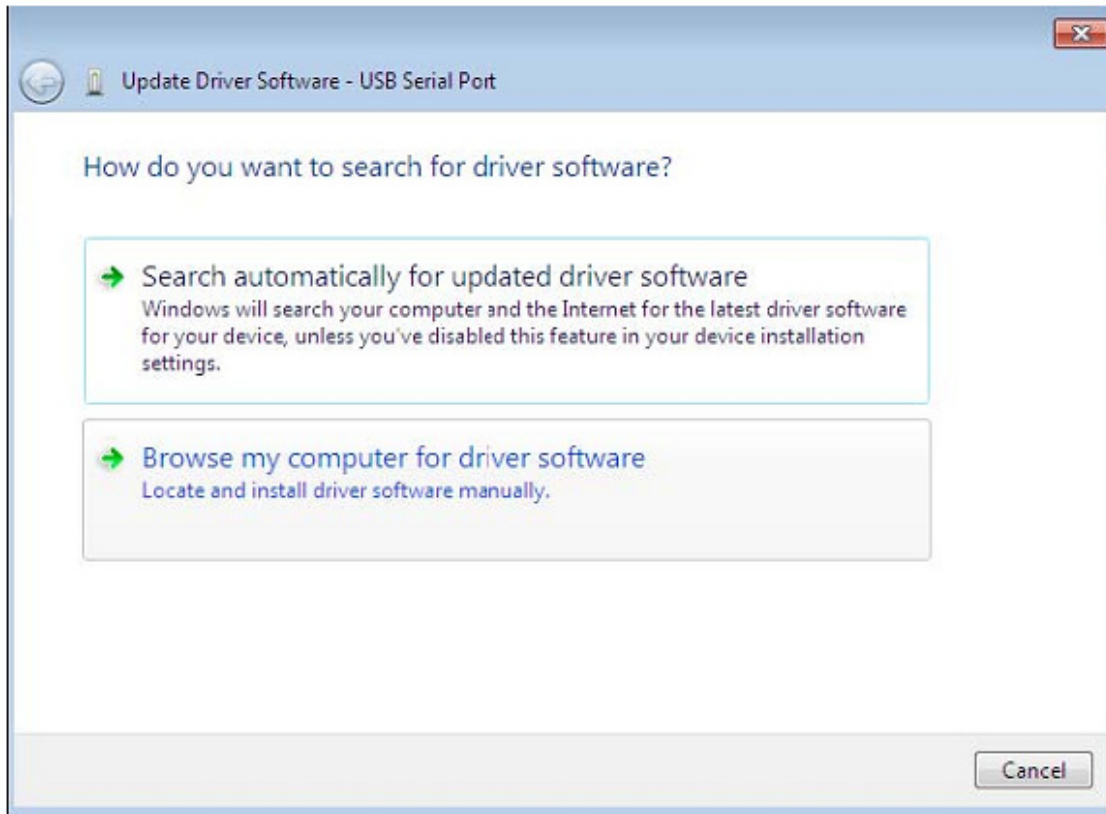 Update Driver Software - USB Serial Port
How do you want to search for driver software?
Search automatically for updated driver software
Windows will search your computer and the Internet for the latest driver software
for your device, unless you've disabled this feature in your device installation
settings.
Browse my computer for driver software
Locate and install driver software manually.
Cancel